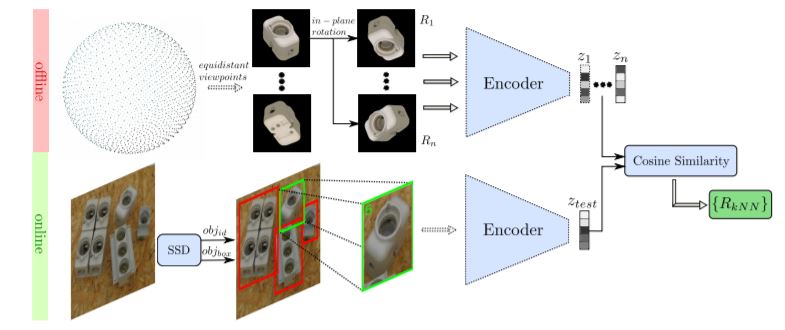 offline
equidistant
viewpoints
in − plane
rotation
R_1
R_n
Encoder
z_1
z_n
Cosine Similarity
{R_{kNN}}
online
SSD
obj_{id}
obj_{box}
Encoder
z_{test}